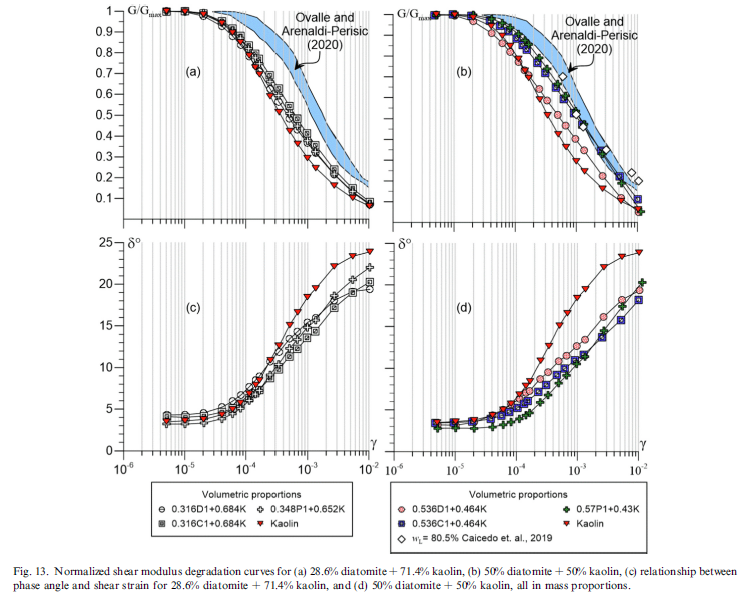 G/Gmax
1
0.9
0.8
0.7
0.6
0.5
0.4
0.3
0.2
0.1
(a)
Ovalle and
Arenaldi-Perisic
(2020)
G/Gmax
(b)
Ovalle and
Arenaldi-Perisic
(2020)
25
20
15
10
5
0
δ°
(c)
γ
10-6 10-5 10-4 10-3 10-2
δ°
(d)
γ
10-6 10-5 10-4 10-3 10-2
Volumetric proportions
0.316D1+0.684K 0.348P1+0.652K
0.316C1+0.684K Kaolin
Volumetric proportions
0.536D1+0.464K 0.57P1+0.43K
0.536C1+0.464K Kaolin
wL= 80.5% Caicedo et. al., 2019
Fig. 13. Normalized shear modulus degradation curves for (a) 28.6% diatomite + 71.4% kaolin, (b) 50% diatomite + 50% kaolin, (c) relationship between
phase angle and shear strain for 28.6% diatomite + 71.4% kaolin, and (d) 50% diatomite + 50% kaolin, all in mass proportions.